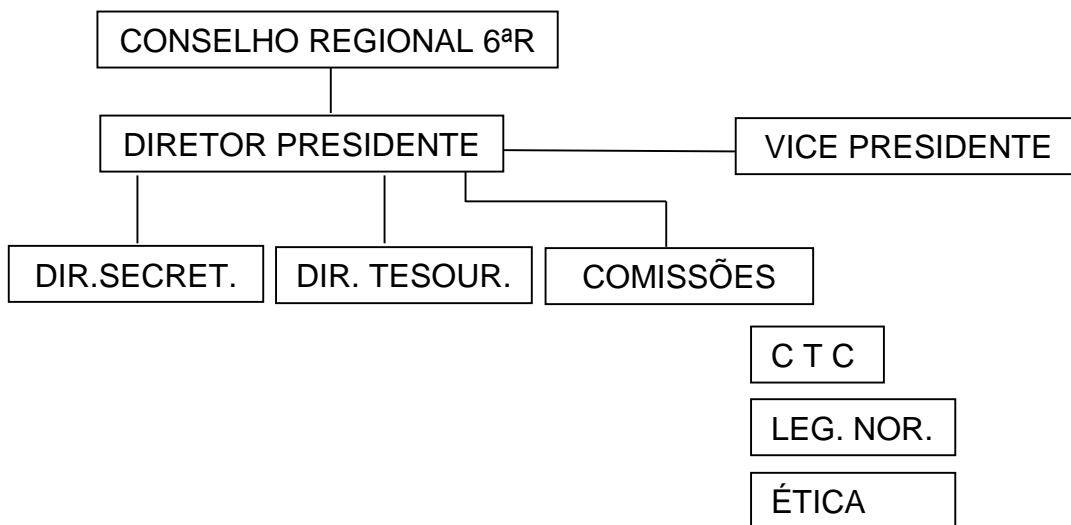 CONSELHO REGIONAL 6ªR
DIRETOR PRESIDENTE
VICE PRESIDENTE
DIR.SECRET.
DIR. TESOUR.
COMISSÕES
C T C
LEG. NOR.
ÉTICA